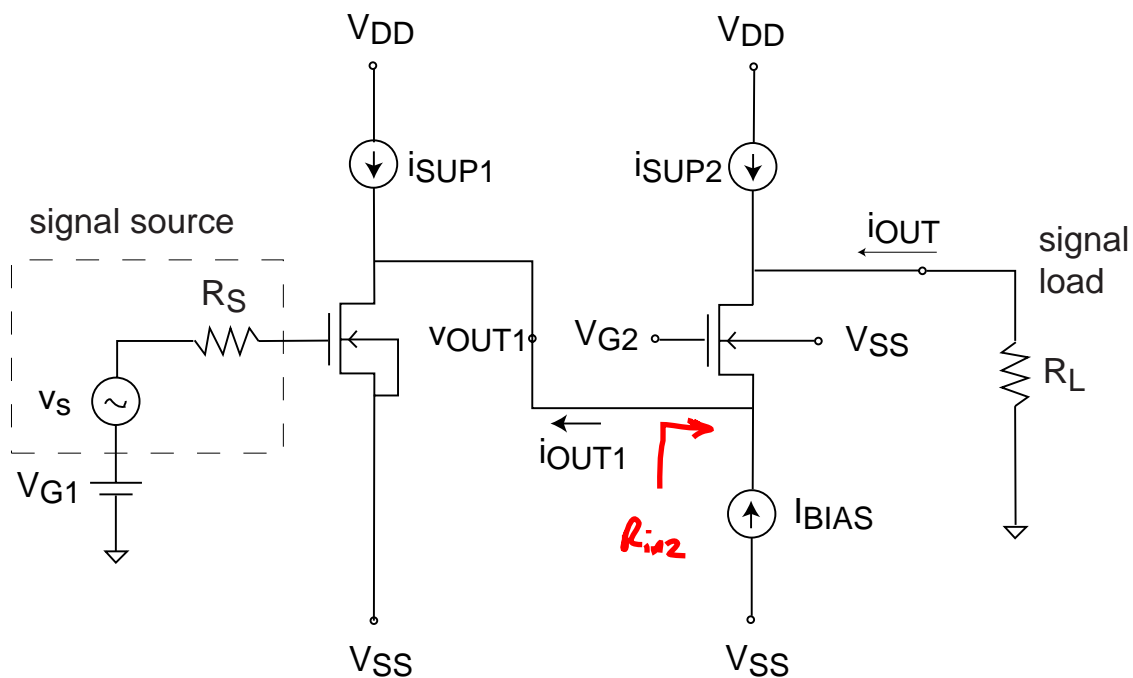 VDD
VDD
iSUP1
iSUP2
signal source
iOUT
signal
load
RS
vOUT1
VG2
VSS
RL
vs
iOUT1
VG1
IBIAS
Rin2
VSS
VSS